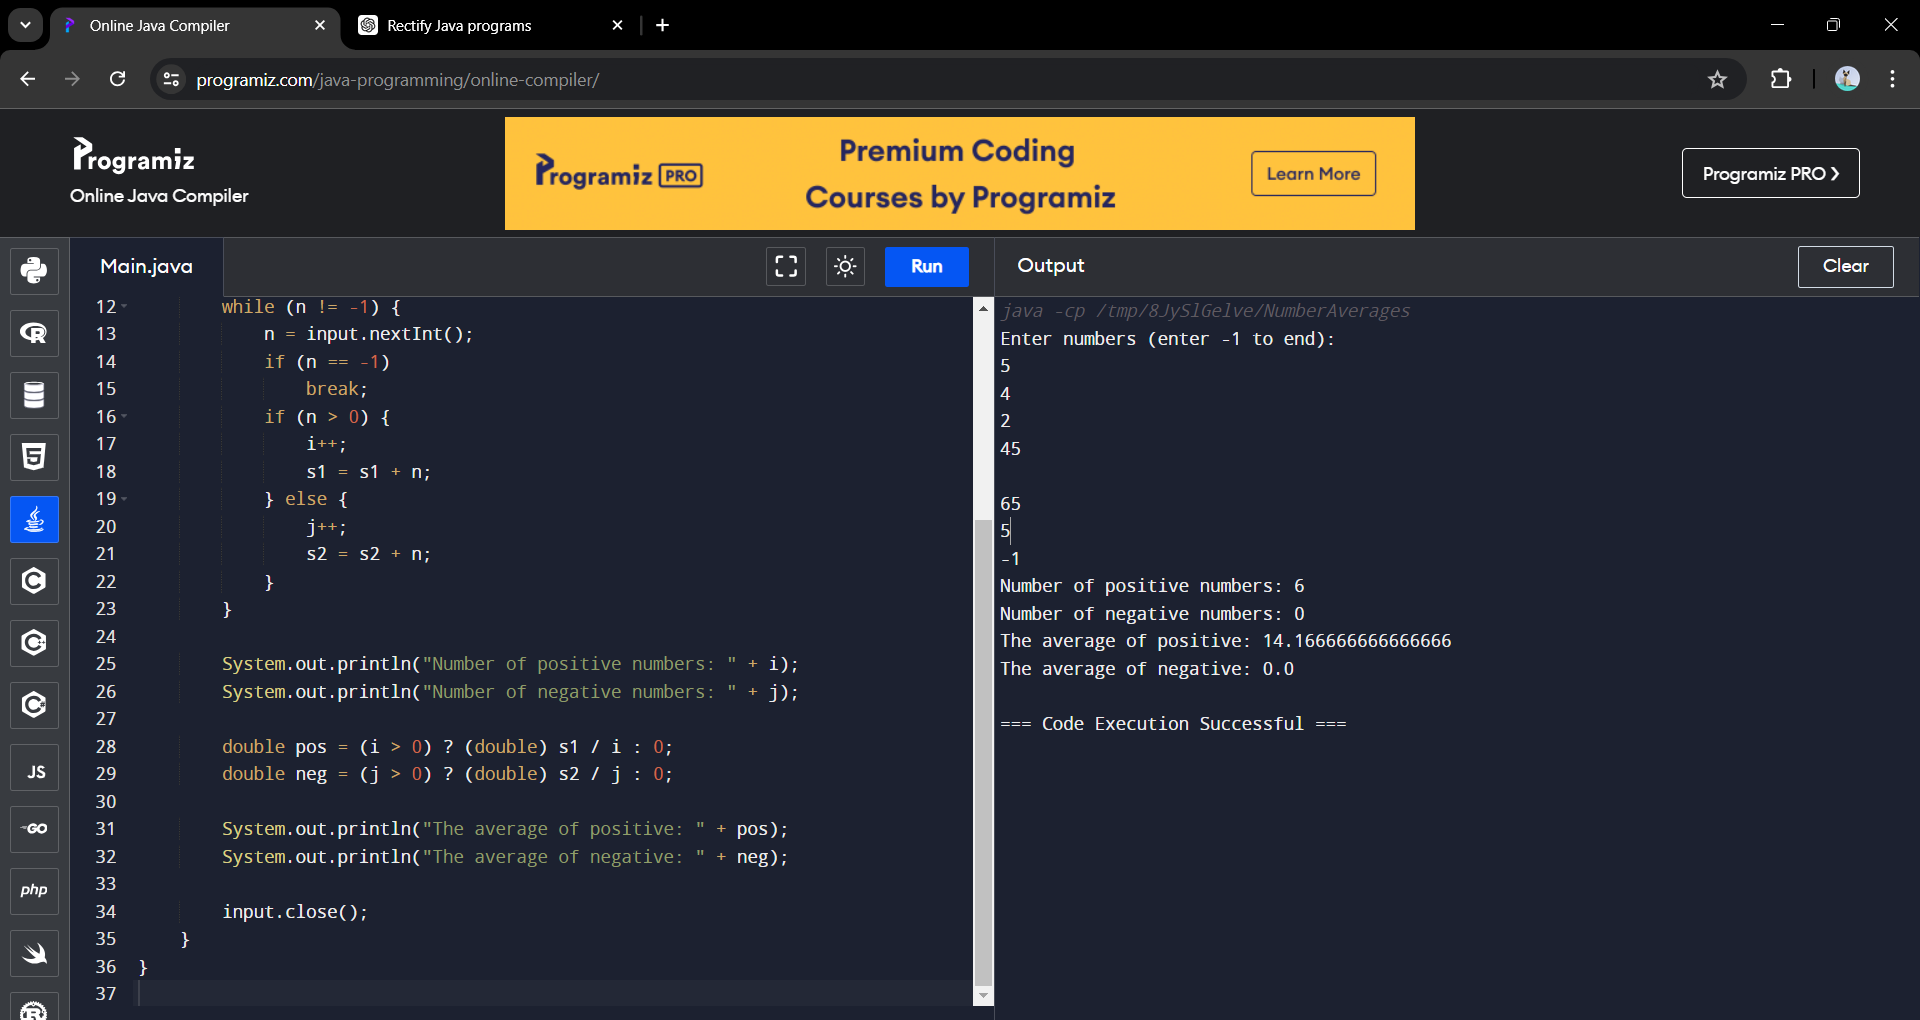 Online Java Compiler
Rectify Java programs
programiz.com/java-programming/online-compiler/
Programiz
Online Java Compiler
Programiz PRO
Premium Coding
Courses by Programiz
Learn More
Programiz PRO ❯
Main.java
Run
Output
Clear
12 while (n != -1) {
13 n = input.nextInt();
14 if (n == -1)
15 break;
16 if (n > 0) {
17 i++;
18 s1 = s1 + n;
19 } else {
20 j++;
21 s2 = s2 + n;
22 }
23 }
24
25 System.out.println("Number of positive numbers: " + i);
26 System.out.println("Number of negative numbers: " + j);
27
28 double pos = (i > 0) ? (double) s1 / i : 0;
29 double neg = (j > 0) ? (double) s2 / j : 0;
30
31 System.out.println("The average of positive: " + pos);
32 System.out.println("The average of negative: " + neg);
33
34 input.close();
35 }
36 }
37
java -cp /tmp/8JySlGelve/NumberAverages
Enter numbers (enter -1 to end):
5
4
2
45
65
5
-1
Number of positive numbers: 6
Number of negative numbers: 0
The average of positive: 14.166666666666666
The average of negative: 0.0
=== Code Execution Successful ===
R
5
C
C
C
JS
GO
php
R